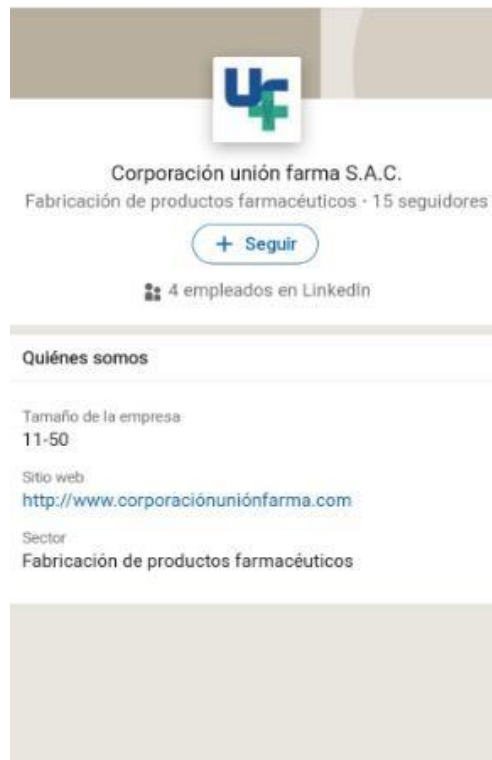 Corporación unión farma S.A.C.
Fabricación de productos farmacéuticos · 15 seguidores
+ Seguir
4 empleados en LinkedIn
Quiénes somos
Tamaño de la empresa
11-50
Sitio web
http://www.corporaciónuniónfarma.com
Sector
Fabricación de productos farmacéuticos